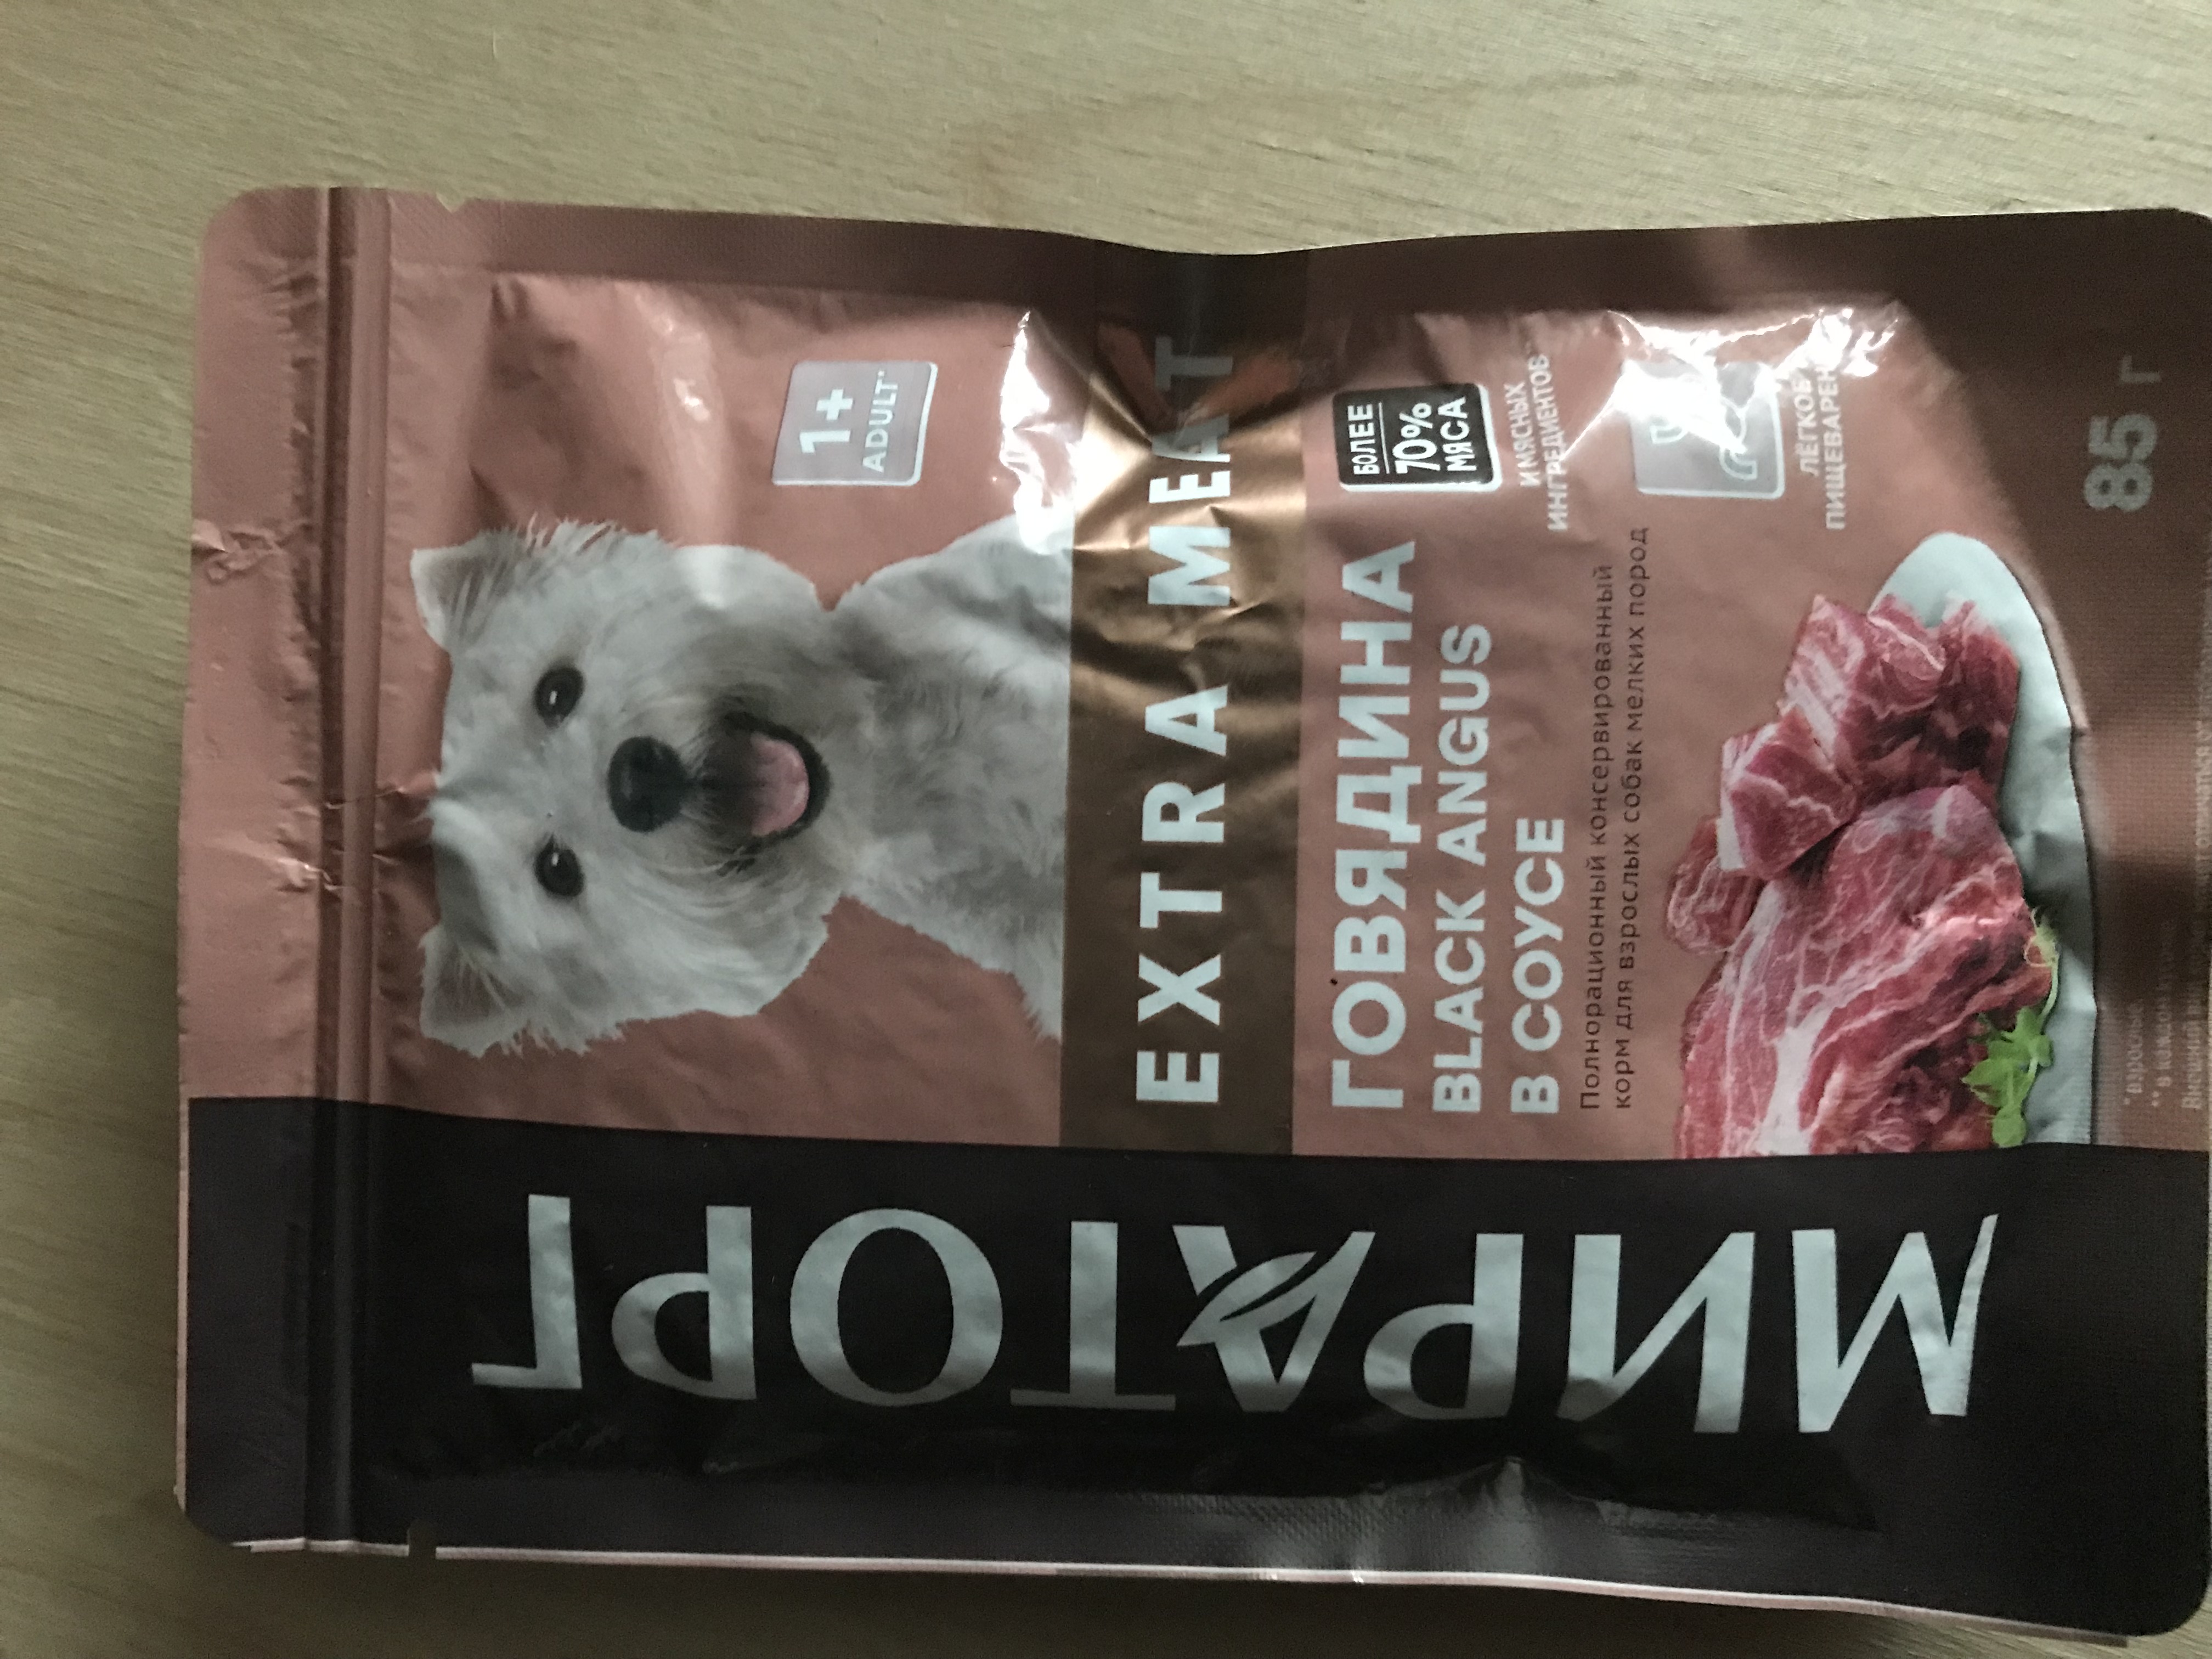 МИРАТОРГ
1+
ADULT*
EXTRA MEAT
ГОВЯДИНА
BLACK ANGUS
В СОУСЕ
Полнорационный консервированный
корм для взрослых собак мелких пород
БОЛЕЕ
70%
МЯСА
И МЯСНЫХ
ИНГРЕДИЕНТОВ**
ЛЁГКОЕ
ПИЩЕВАРЕНИЕ
85 г